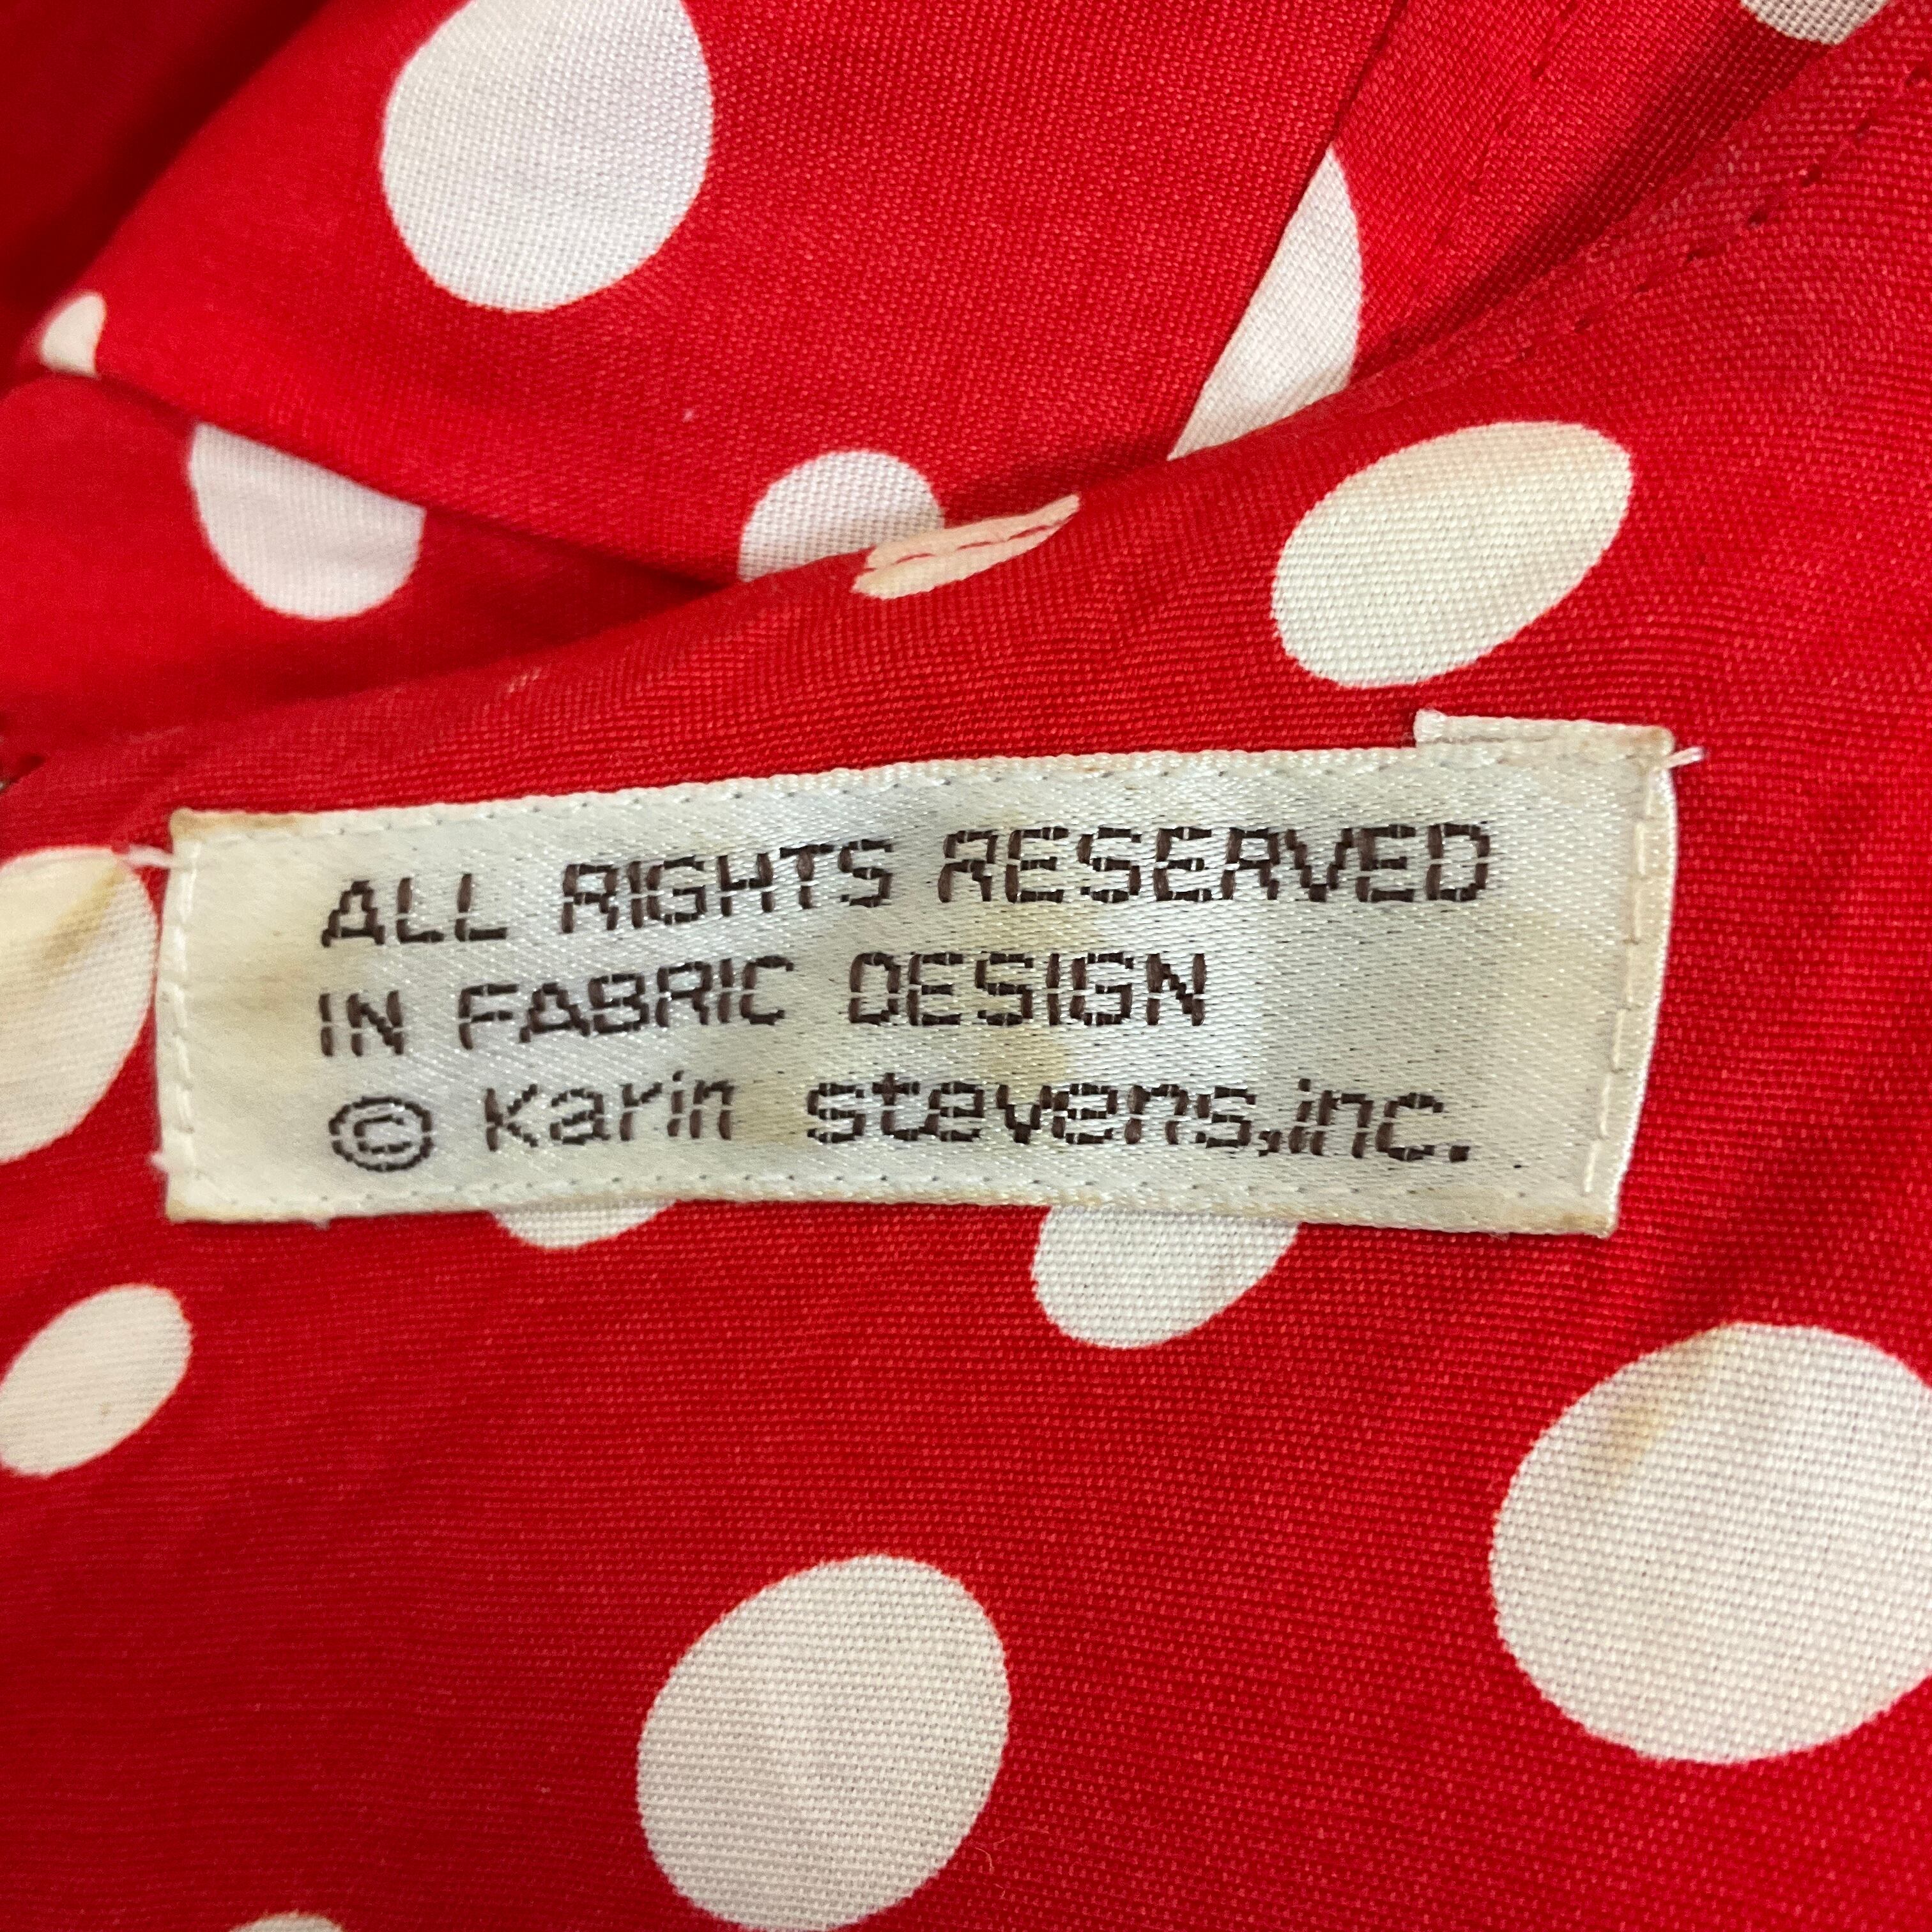 ALL RIGHTS RESERVED
IN FABRIC DESIGN
© Karin stevens,inc.